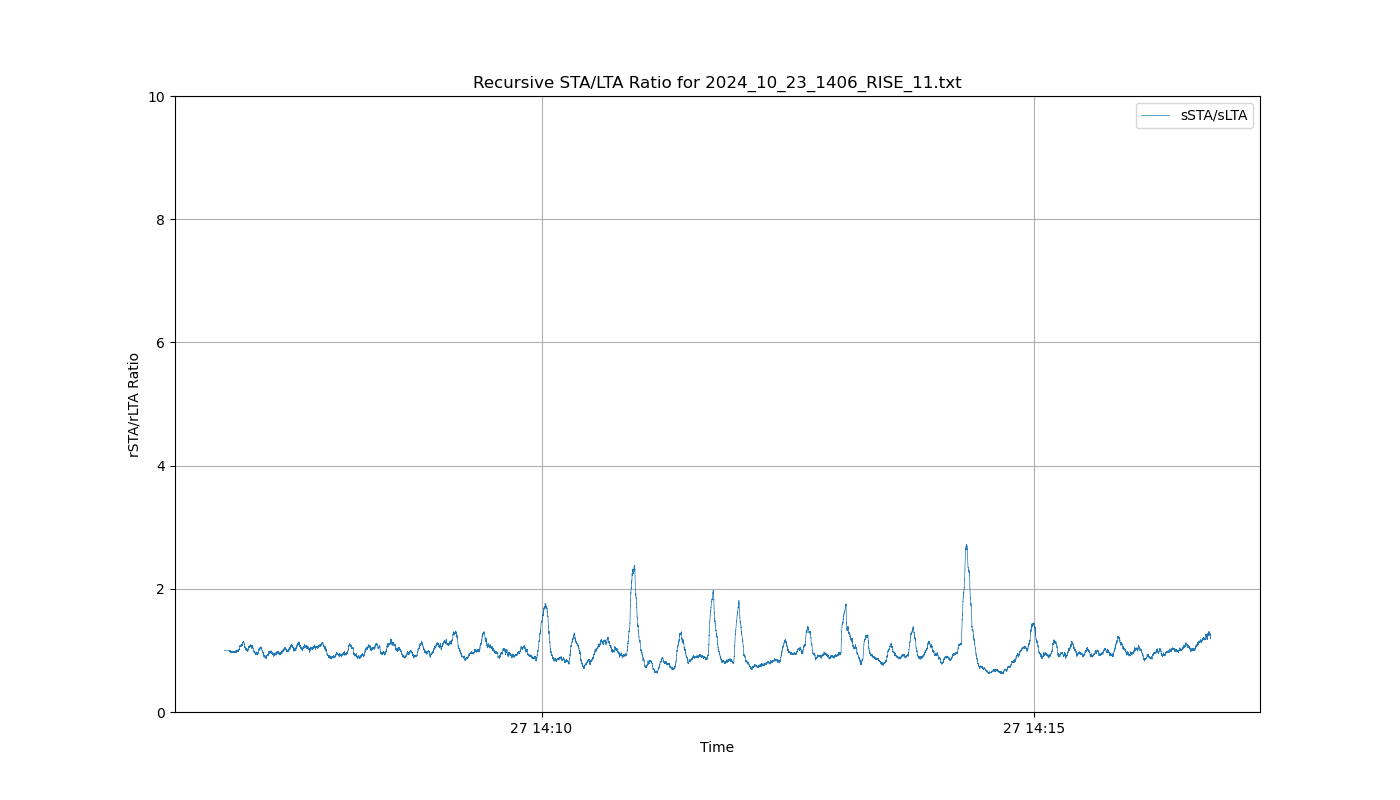 Recursive STA/LTA Ratio for 2024_10_23_1406_RISE_11.txt
sSTA/sLTA
10
8
6
4
2
0
rSTA/rLTA Ratio
27 14:10
27 14:15
Time